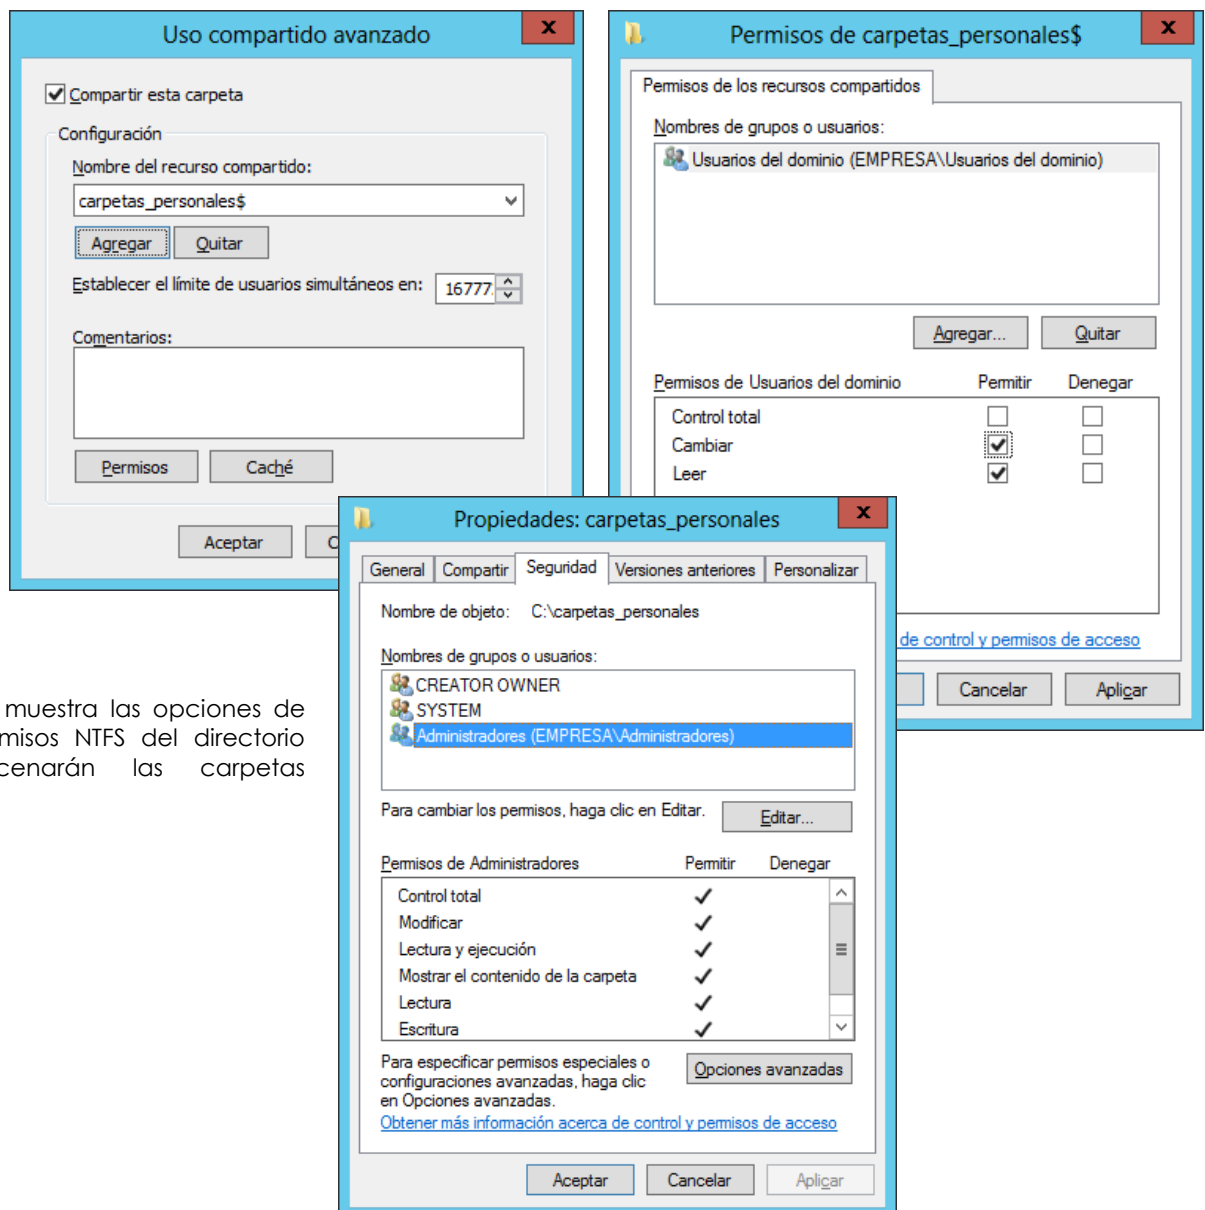 Uso compartido avanzado
x
Compartir esta carpeta
Configuración
Nombre del recurso compartido:
carpetas_personales$
Agregar
Quitar
Establecer el límite de usuarios simultáneos en:
16777
Comentarios:
Permisos
Caché
Aceptar
C
Permisos de carpetas_personales$
x
Permisos de los recursos compartidos
Nombres de grupos o usuarios:
Usuarios del dominio (EMPRESA\Usuarios del dominio)
Agregar...
Quitar
Permisos de Usuarios del dominio Permitir Denegar
Control total
Cambiar
Leer
de control y permisos de acceso
Cancelar
Aplicar
muestra las opciones de
misos NTFS del directorio
cenarán las carpetas
Propiedades: carpetas_personales
x
General Compartir Seguridad Versiones anteriores Personalizar
Nombre de objeto: C:\carpetas_personales
Nombres de grupos o usuarios:
CREATOR OWNER
SYSTEM
Administradores (EMPRESA\Administradores)
Para cambiar los permisos, haga clic en Editar.
Editar...
Permisos de Administradores Permitir Denegar
Control total
Modificar
Lectura y ejecución
Mostrar el contenido de la carpeta
Lectura
Escritura
Para especificar permisos especiales o
configuraciones avanzadas, haga clic
en Opciones avanzadas.
Opciones avanzadas
Obtener más información acerca de control y permisos de acceso
Aceptar
Cancelar
Aplicar